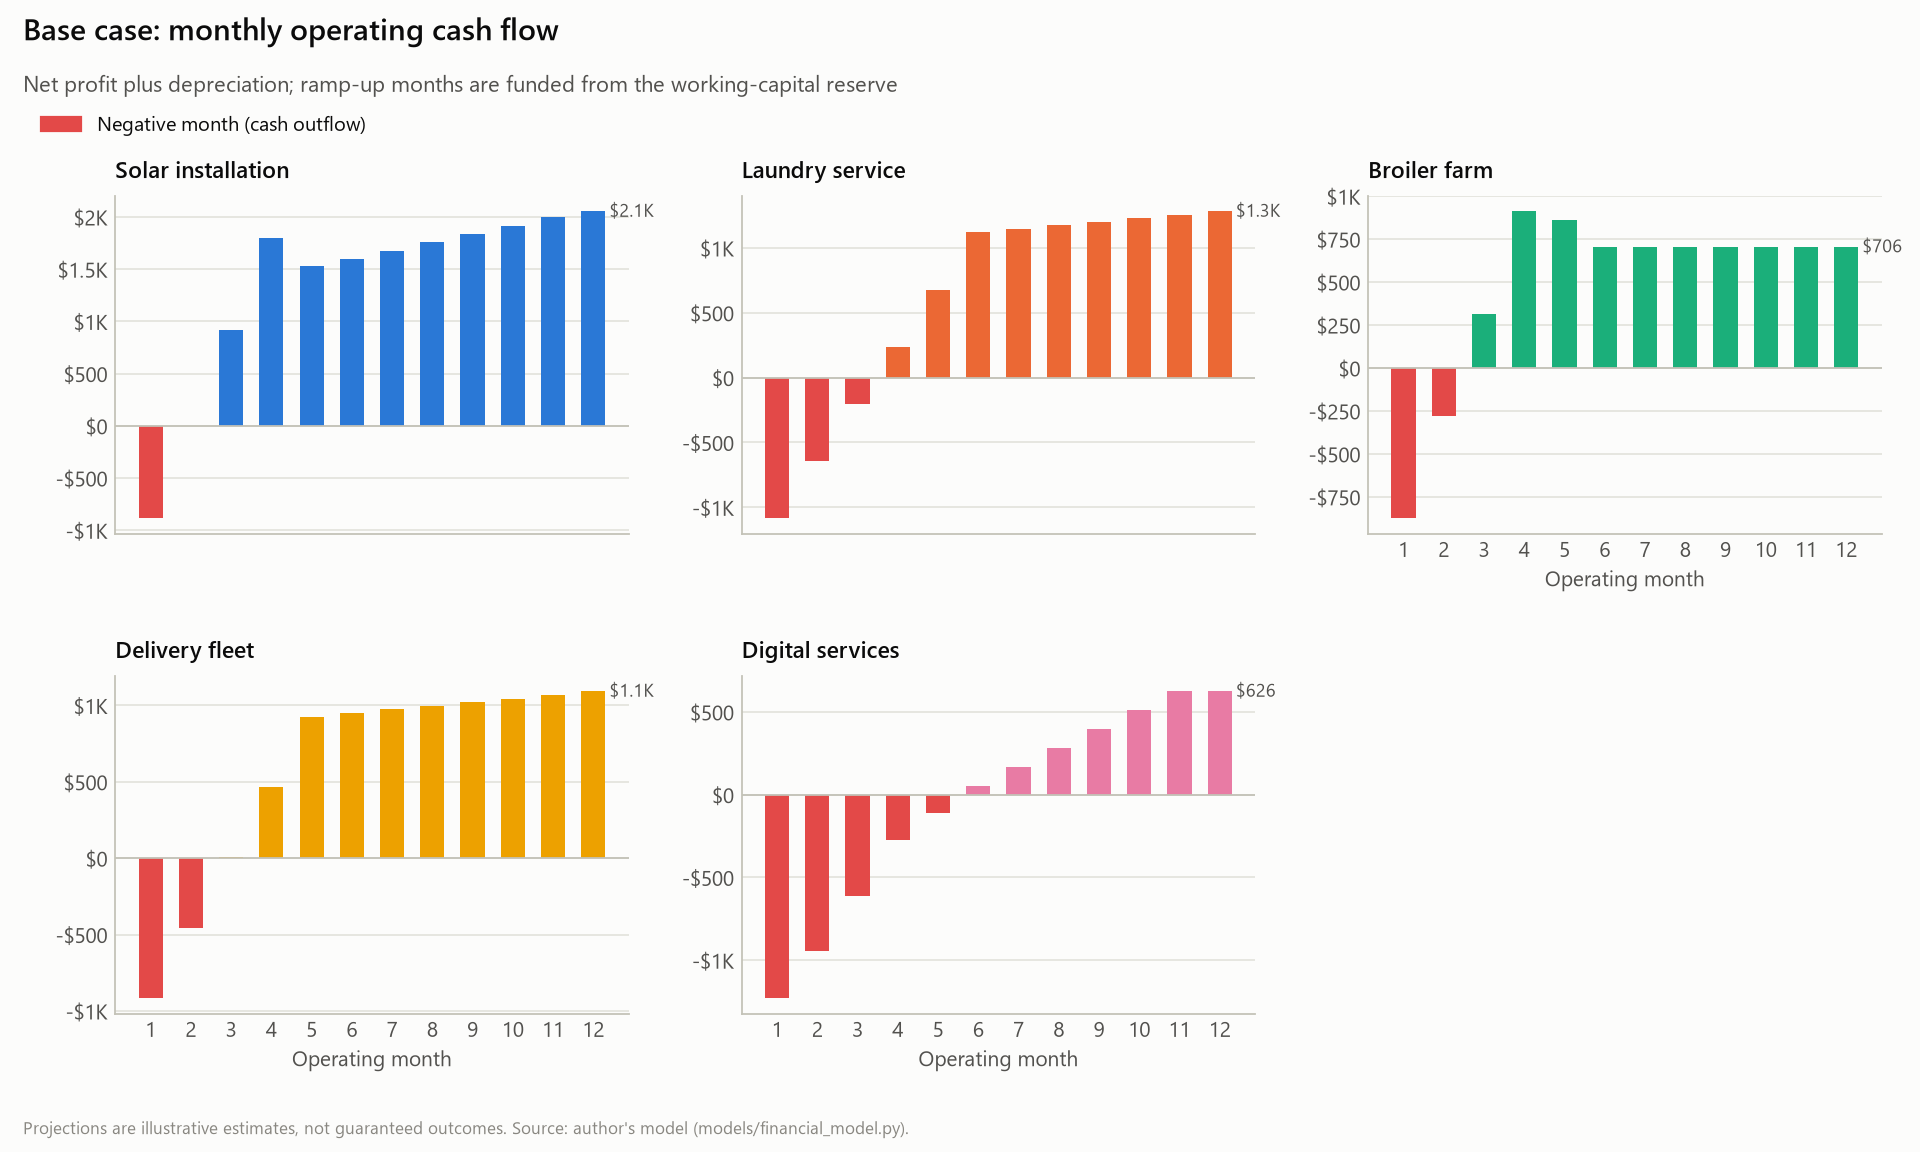 Base case: monthly operating cash flow
Net profit plus depreciation; ramp-up months are funded from the working-capital reserve
Negative month (cash outflow)
Solar installation
$2K
$1.5K
$1K
$500
$0
-$500
-$1K
$2.1K
Laundry service
$1K
$500
$0
-$500
-$1K
$1.3K
Broiler farm
$1K
$750
$500
$250
$0
-$250
-$500
-$750
$706
1 2 3 4 5 6 7 8 9 10 11 12
Operating month
Delivery fleet
$1K
$500
$0
-$500
-$1K
$1.1K
1 2 3 4 5 6 7 8 9 10 11 12
Operating month
Digital services
$500
$0
-$500
-$1K
$626
1 2 3 4 5 6 7 8 9 10 11 12
Operating month
Projections are illustrative estimates, not guaranteed outcomes. Source: author's model (models/financial_model.py).